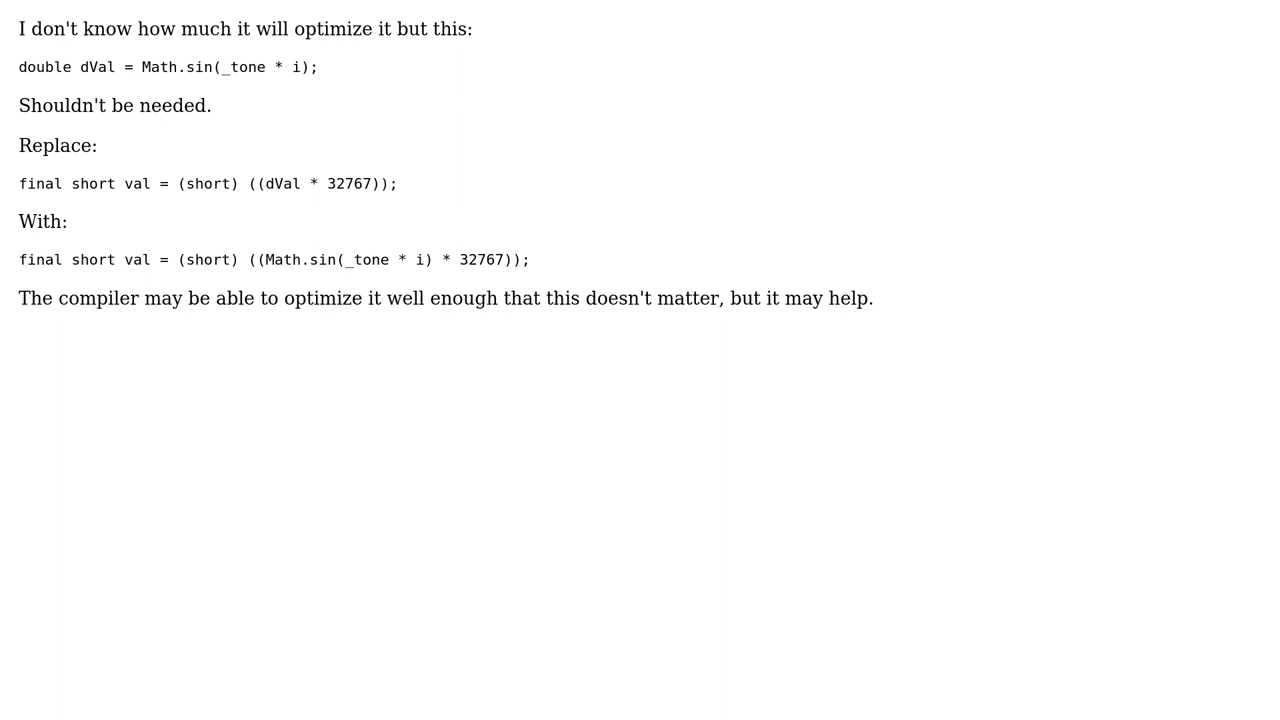 I don't know how much it will optimize it but this:
double dVal = Math.sin(_tone * i);
Shouldn't be needed.
Replace:
final short val = (short) ((dVal * 32767));
With:
final short val = (short) ((Math.sin(_tone * i) * 32767));
The compiler may be able to optimize it well enough that this doesn't matter, but it may help.